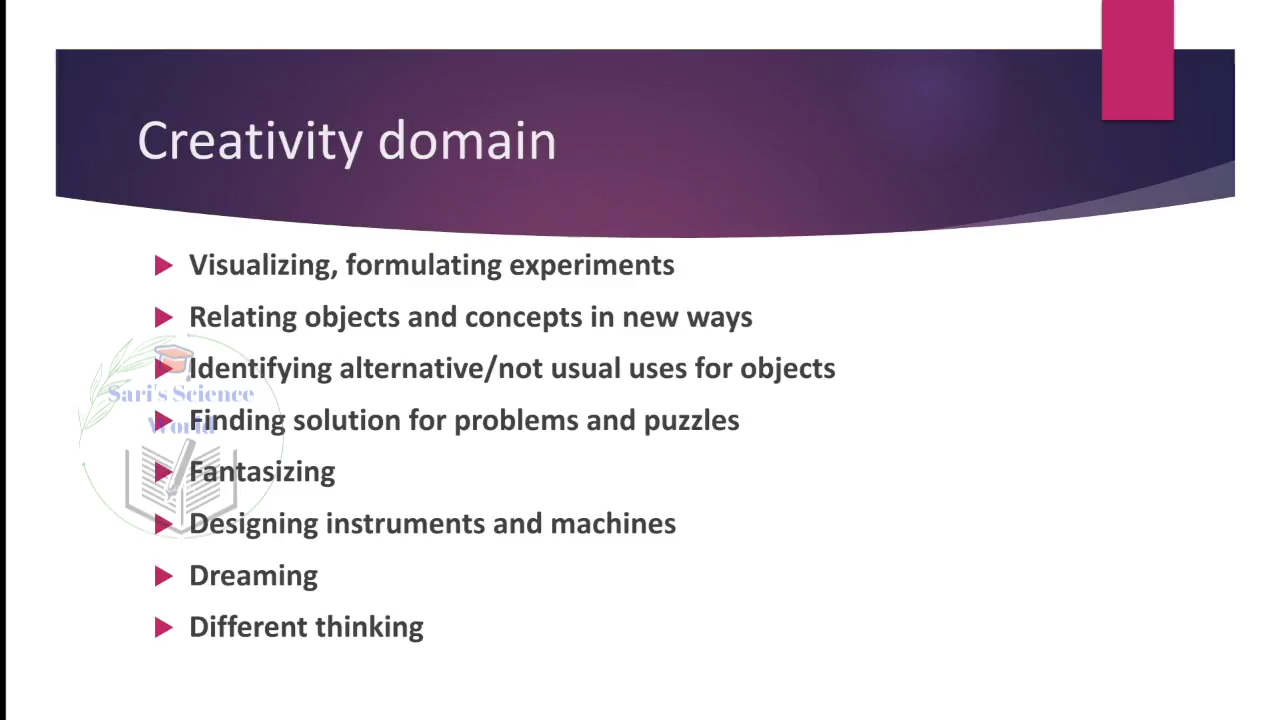 Creativity domain
Visualizing, formulating experiments
Relating objects and concepts in new ways
Identifying alternative/not usual uses for objects
Sari's Science
World
Finding solution for problems and puzzles
Fantasizing
Designing instruments and machines
Dreaming
Different thinking